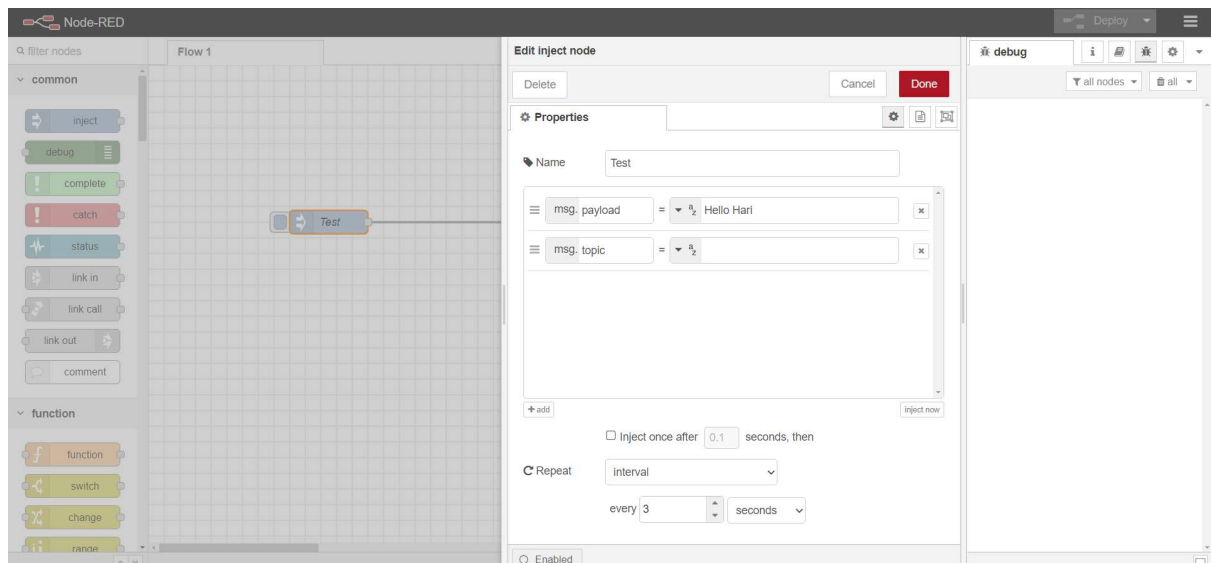 Node-RED
Deploy
filter nodes
Flow 1
Edit inject node
debug
i
common
Delete
Cancel
Done
all nodes
all
inject
Properties
debug
Name
Test
complete
msg. payload
=
a z
Hello Hari
catch
Test
status
msg. topic
=
a z
link in
link call
link out
comment
+ add
inject now
function
Inject once after 0.1 seconds, then
function
Repeat
interval
switch
every 3 seconds
change
range
Enabled